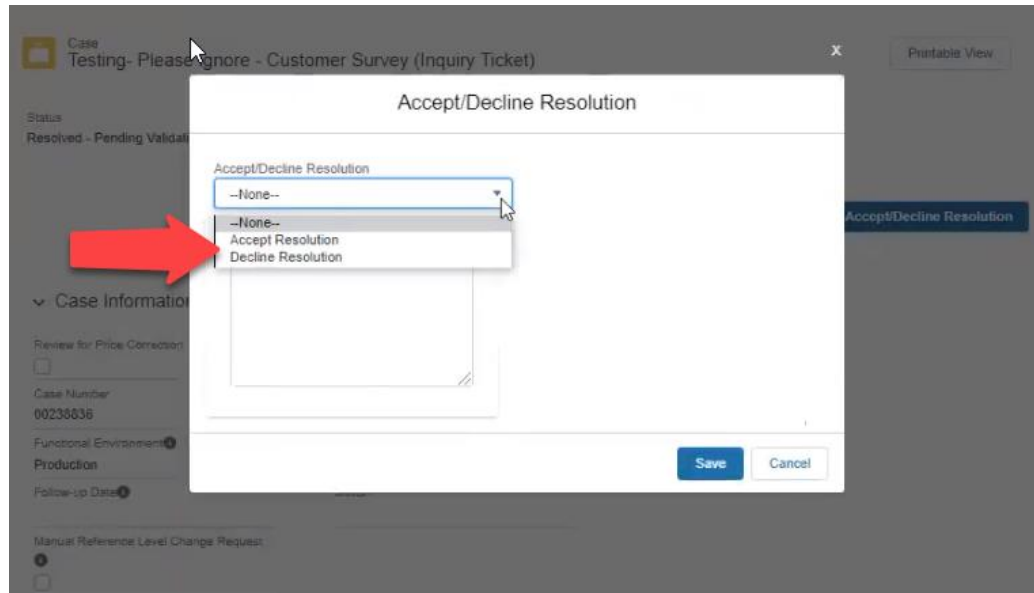 Case
Testing- Please Ignore - Customer Survey (Inquiry Ticket)
x
Printable View
Accept/Decline Resolution
Status
Resolved - Pending
Accept/Decline Resolution
--None--
--None--
Accept Resolution
Decline Resolution
Accept/Decline Resolution
Case Information
Review for Price Correction
Case Number
00238836
Functional Environment
Production
Follow-up Date
Save
Cancel
Manual Reference Level Change Request